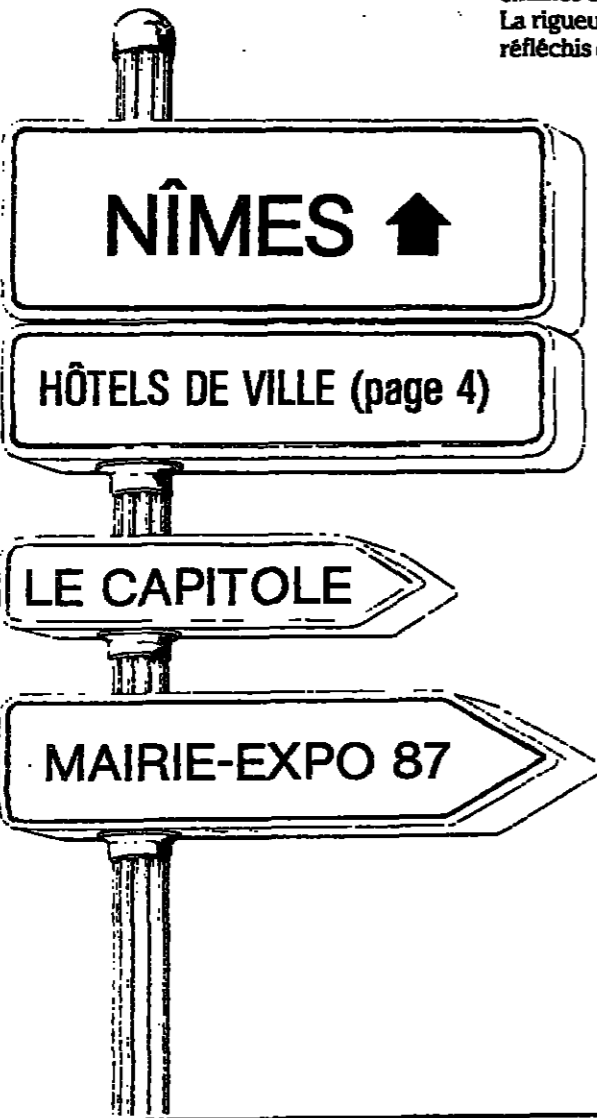 La rigueu
réfléchis
NÎMES
HÔTELS DE VILLE (page 4)
LE CAPITOLE
MAIRIE-EXPO 87